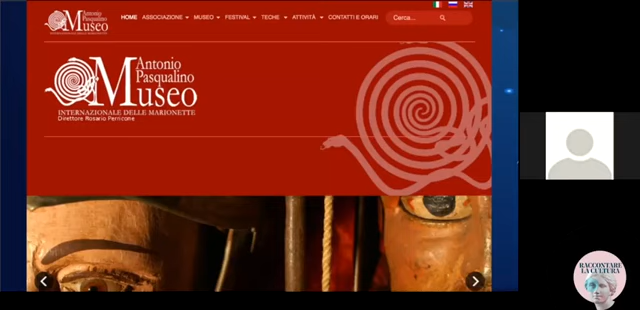 Museo
HOME ASSOCIAZIONE MUSEO FESTIVAL TECHE ATTIVITÀ CONTATTI E ORARI
Cerca...
Antonio
Pasqualino
Museo
INTERNAZIONALE DELLE MARIONETTE
Direttore Rosario Perricone
RACCONTARE
LA CULTURA